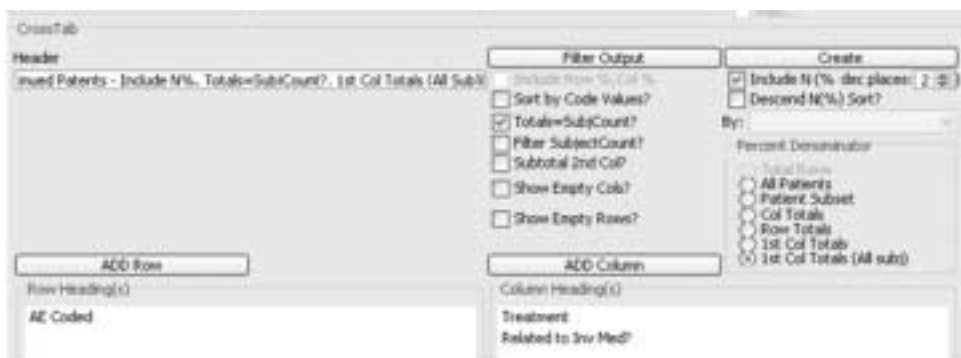 CrossTab
Header
Filter Output
Create
inued Patents - Include N%, Totals=SubjCount?, 1st Col Totals (All Subj)
Include Row %, Col %
Include N (% dec places: 2
Sort by Code Values?
Descend N(%) Sort?
Totals=SubjCount?
By:
Filter SubjectCount?
Percent Denominator
Subtotal 2nd Col?
Total Rows
All Patients
Show Empty Cols?
Patient Subset
Col Totals
Show Empty Rows?
Row Totals
1st Col Totals
1st Col Totals (All subj)
ADD Row
ADD Column
Row Heading(s)
Column Heading(s)
AE Coded
Treatment
Related to Inv Med?